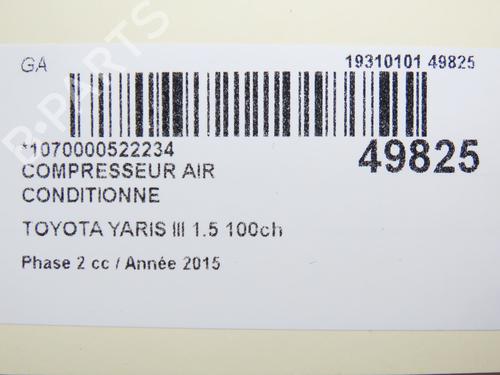 GA
19310101 49825
*1070000522234
49825
COMPRESSEUR AIR
CONDITIONNE
TOYOTA YARIS III 1.5 100ch
Phase 2 cc / Année 2015
B-PARTS